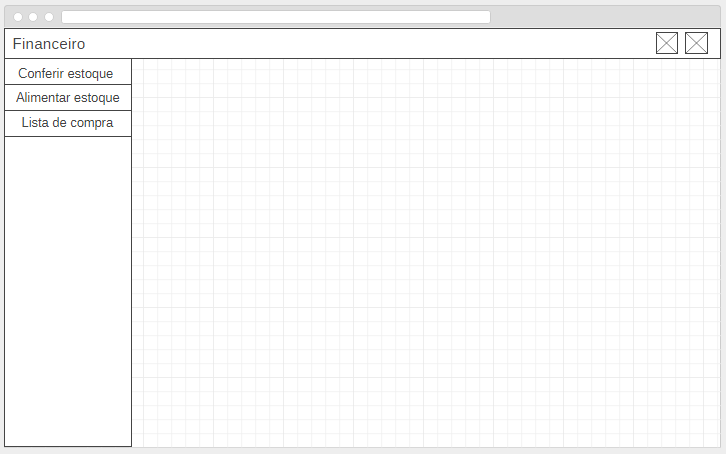 Financeiro
Conferir estoque
Alimentar estoque
Lista de compra